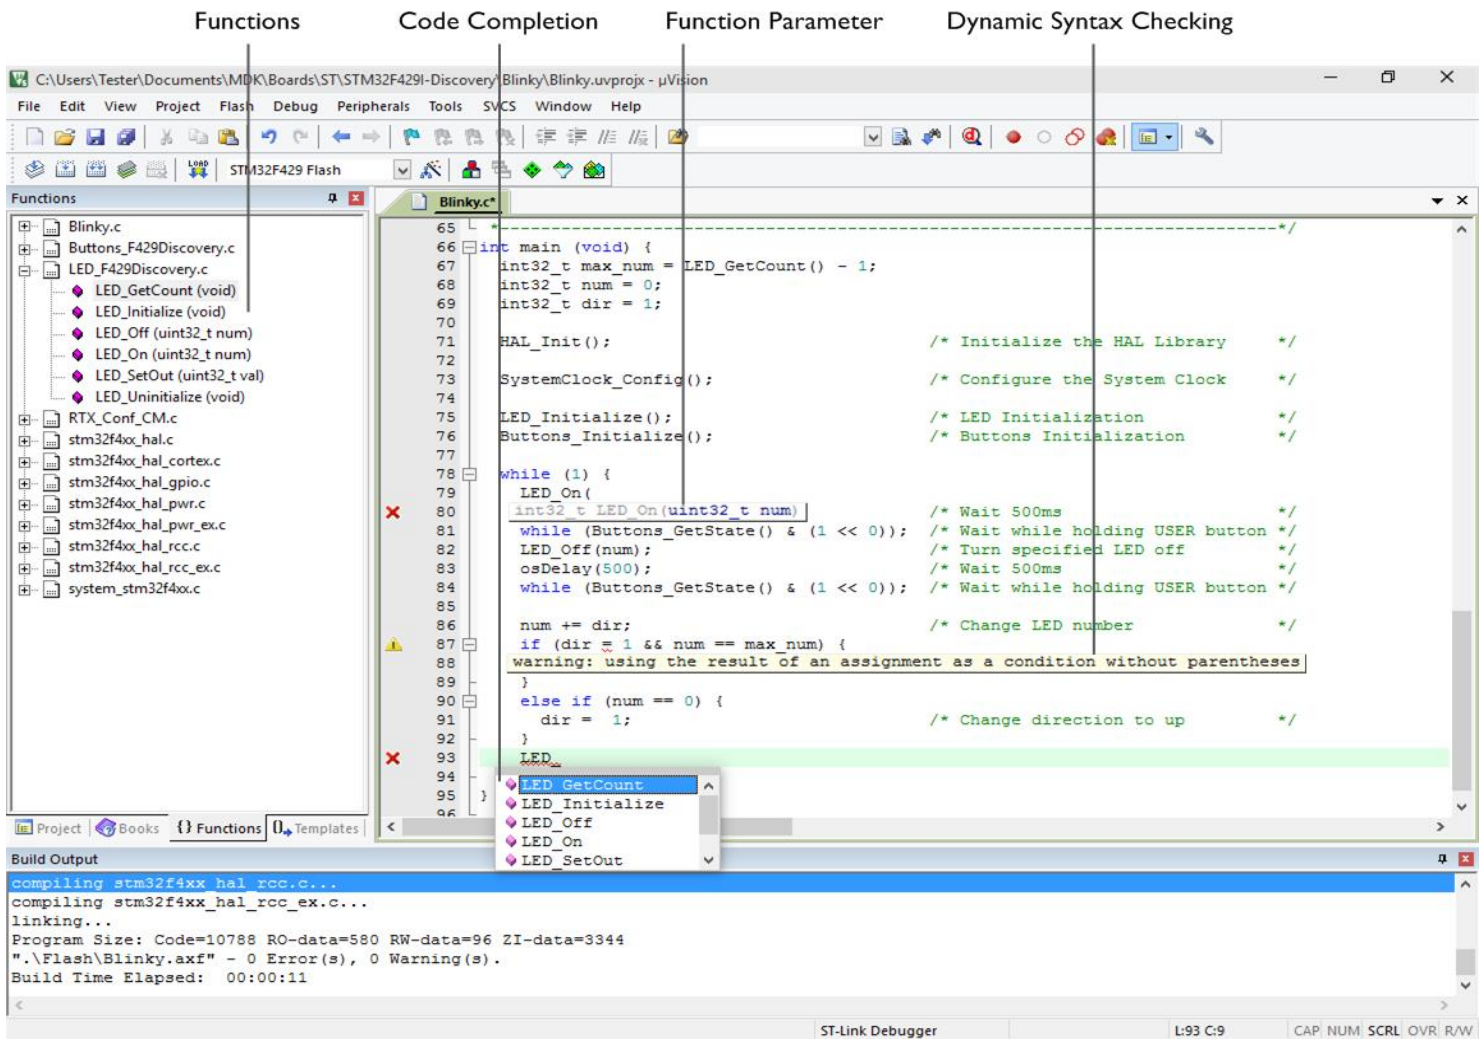 Functions Code Completion Function Parameter Dynamic Syntax Checking
C:\Users\Tester\Documents\MDK\Boards\ST\STM32F429I-Discovery\Blinky\Blinky.uvprojx - µVision
File Edit View Project Flash Debug Peripherals Tools SVCS Window Help
LOAD STM32F429 Flash
Functions
Blinky.c
Buttons_F429Discovery.c
LED_F429Discovery.c
LED_GetCount (void)
LED_Initialize (void)
LED_Off (uint32_t num)
LED_On (uint32_t num)
LED_SetOut (uint32_t val)
LED_Uninitialize (void)
RTX_Conf_CM.c
stm32f4xx_hal.c
stm32f4xx_hal_cortex.c
stm32f4xx_hal_gpio.c
stm32f4xx_hal_pwr.c
stm32f4xx_hal_pwr_ex.c
stm32f4xx_hal_rcc.c
stm32f4xx_hal_rcc_ex.c
system_stm32f4xx.c
Project Books {} Functions 0 Templates
Blinky.c*
65 *----------------------------------------------------------------------------*/
66 int main (void) {
67 int32_t max_num = LED_GetCount() - 1;
68 int32_t num = 0;
69 int32_t dir = 1;
70
71 HAL_Init(); /* Initialize the HAL Library */
72
73 SystemClock_Config(); /* Configure the System Clock */
74
75 LED_Initialize(); /* LED Initialization */
76 Buttons_Initialize(); /* Buttons Initialization */
77
78 while (1) {
79 LED_On(
80 int32_t LED_On(uint32_t num) /* Wait 500ms */
81 while (Buttons_GetState() & (1 << 0)); /* Wait while holding USER button */
82 LED_Off(num); /* Turn specified LED off */
83 osDelay(500); /* Wait 500ms */
84 while (Buttons_GetState() & (1 << 0)); /* Wait while holding USER button */
85
86 num += dir; /* Change LED number */
87 if (dir = 1 && num == max_num) {
88 warning: using the result of an assignment as a condition without parentheses
89 }
90 else if (num == 0) {
91 dir = 1; /* Change direction to up */
92 }
93 LED_
94 LED_GetCount
95 } LED_Initialize
96 LED_Off
LED_On
LED_SetOut
Build Output
compiling stm32f4xx_hal_rcc.c...
compiling stm32f4xx_hal_rcc_ex.c...
linking...
Program Size: Code=10788 RO-data=580 RW-data=96 ZI-data=3344
".\Flash\Blinky.axf" - 0 Error(s), 0 Warning(s).
Build Time Elapsed: 00:00:11
ST-Link Debugger L:93 C:9 CAP NUM SCRL OVR R/W